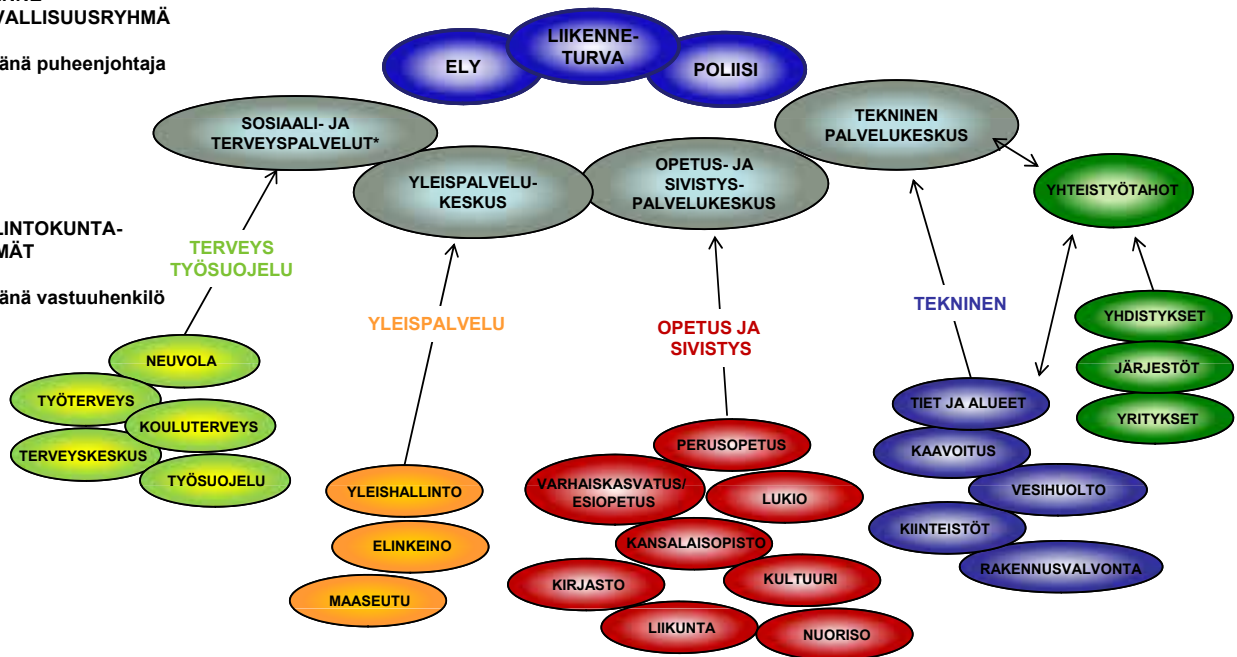 VALLISUUSRYHMÄ
änä puheenjohtaja
LIIKENNE-
TURVA
ELY
POLIISI
SOSIAALI- JA
TERVEYSPALVELUT*
TEKNINEN
PALVELUKESKUS
YLEISPALVELU-
KESKUS
OPETUS- JA
SIVISTYS-
PALVELUKESKUS
YHTEISTYÖTAHOT
LINTOKUNTA-
MÄT
änä vastuuhenkilö
TERVEYS
TYÖSUOJELU
YLEISPALVELU
OPETUS JA
SIVISTYS
TEKNINEN
YHDISTYKSET
JÄRJESTÖT
YRITYKSET
NEUVOLA
TYÖTERVEYS
KOULUTERVEYS
TERVEYSKESKUS
TYÖSUOJELU
YLEISHALLINTO
ELINKEINO
MAASEUTU
PERUSOPETUS
VARHAISKASVATUS/
ESIOPETUS
LUKIO
KANSALAISOPISTO
KIRJASTO
KULTTUURI
LIIKUNTA
NUORISO
TIET JA ALUEET
KAAVOITUS
VESIHUOLTO
KIINTEISTÖT
RAKENNUSVALVONTA